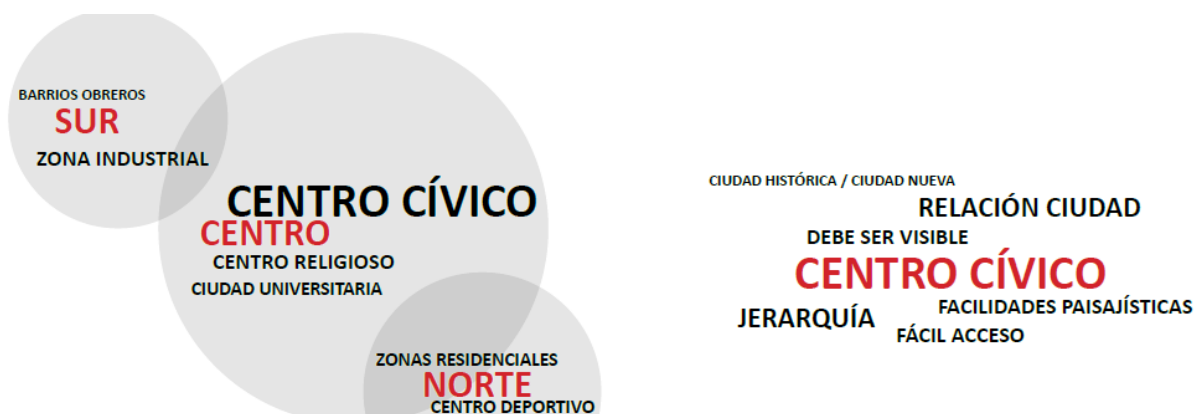 BARRIOS OBREROS
SUR
ZONA INDUSTRIAL
CENTRO CÍVICO
CENTRO
CENTRO RELIGIOSO
CIUDAD UNIVERSITARIA
ZONAS RESIDENCIALES
NORTE
CENTRO DEPORTIVO
CIUDAD HISTÓRICA / CIUDAD NUEVA
RELACIÓN CIUDAD
DEBE SER VISIBLE
CENTRO CÍVICO
FACILIDADES PAISAJÍSTICAS
JERARQUÍA
FÁCIL ACCESO